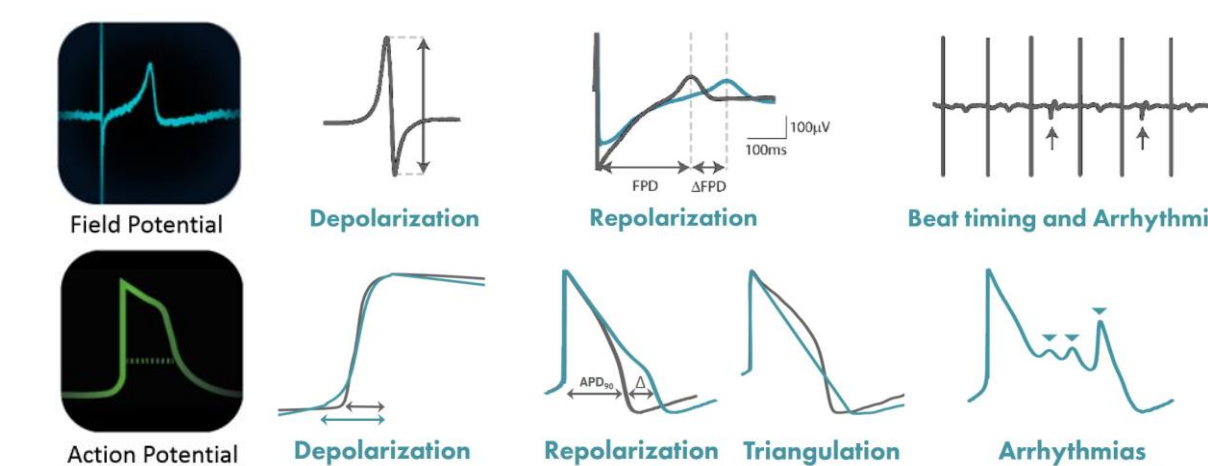 100µV
100ms
FPD
ΔFPD
Field Potential
Depolarization
Repolarization
Beat timing and Arrhythmi
APD₉₀
Δ
Action Potential
Depolarization
Repolarization
Triangulation
Arrhythmias